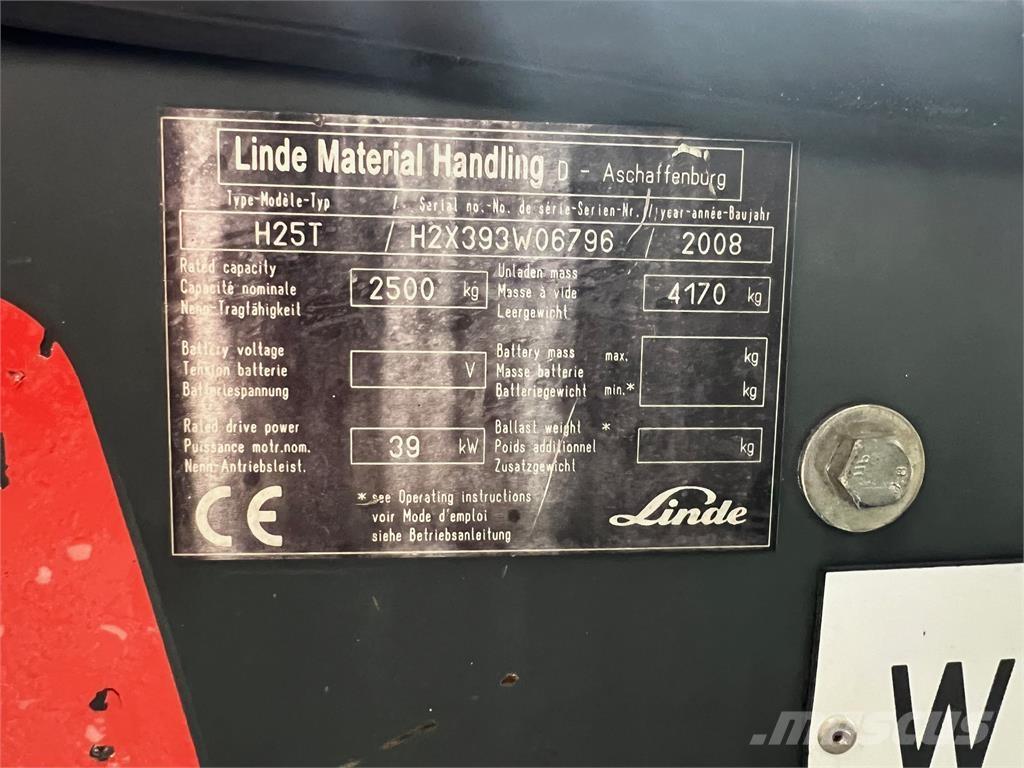 Linde Material Handling D - Aschaffenburg
Type-Modèle-Typ / Serial no.-No. de série-Serien-Nr. / year-année-Baujahr
H25T / H2X393W06796 / 2008
Rated capacity
Capacité nominale
Nenn-Tragfähigkeit
2500 kg
Unladen mass
Masse à vide
Leergewicht
4170 kg
Battery voltage
Tension batterie
Batteriespannung
V
Battery mass max. kg
Masse batterie
Batteriegewicht min.* kg
Rated drive power
Puissance motr.nom.
Nenn-Antriebsleist.
39 kW
Ballast weight *
Poids additionnel
Zusatzgewicht
kg
CE
* see Operating instructions
voir Mode d'emploi
siehe Betriebsanleitung
Linde
W
mascus